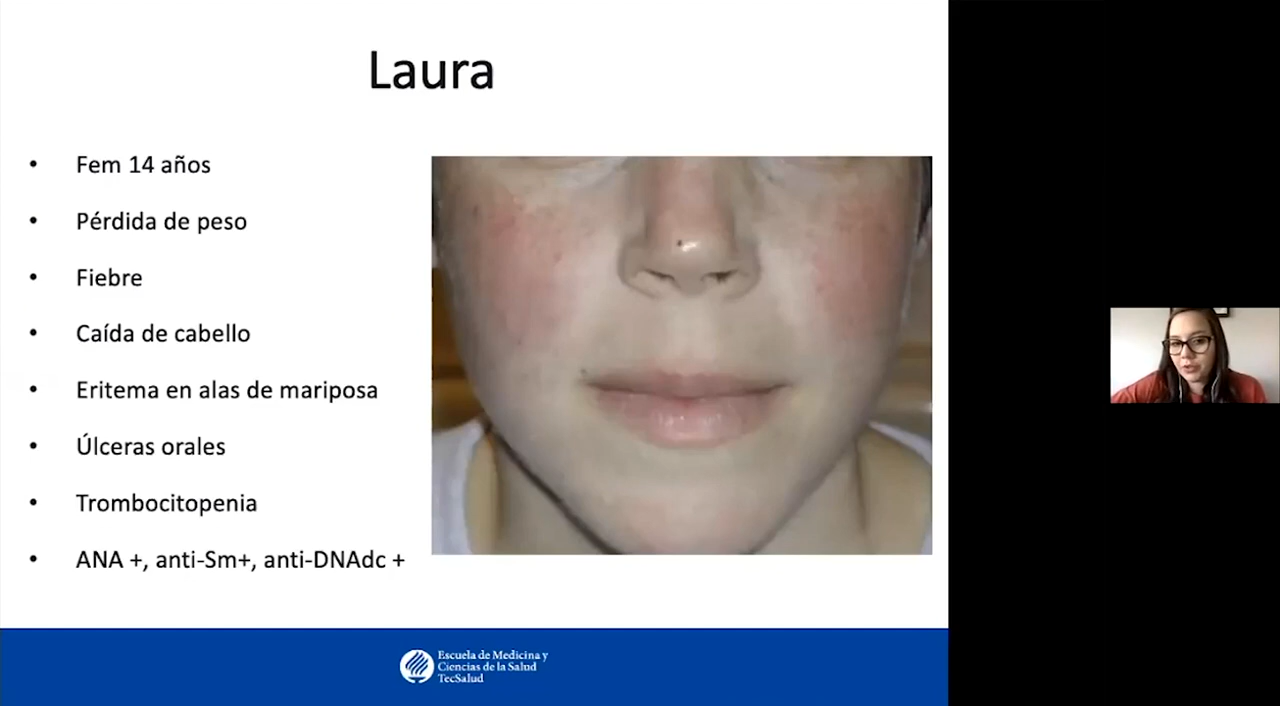 Laura
• Fem 14 años
• Pérdida de peso
• Fiebre
• Caída de cabello
• Eritema en alas de mariposa
• Úlceras orales
• Trombocitopenia
• ANA +, anti-Sm+, anti-DNAdc +
Escuela de Medicina y
Ciencias de la Salud
TecSalud